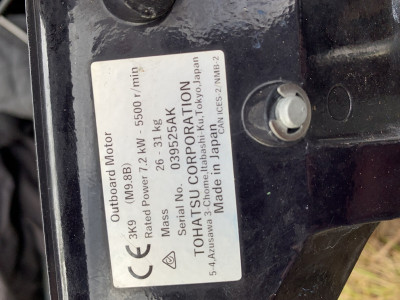 Outboard Motor
3K9 (M9.8B)
Rated Power 7.2 kW - 5500 r/min
Mass 26 - 31 kg
Serial No. 039525AK
TOHATSU CORPORATION
5-4,Azusawa 3-Chome,Itabashi-Ku,Tokyo,Japan
Made in Japan
CAN ICES-2/NMB-2
CE